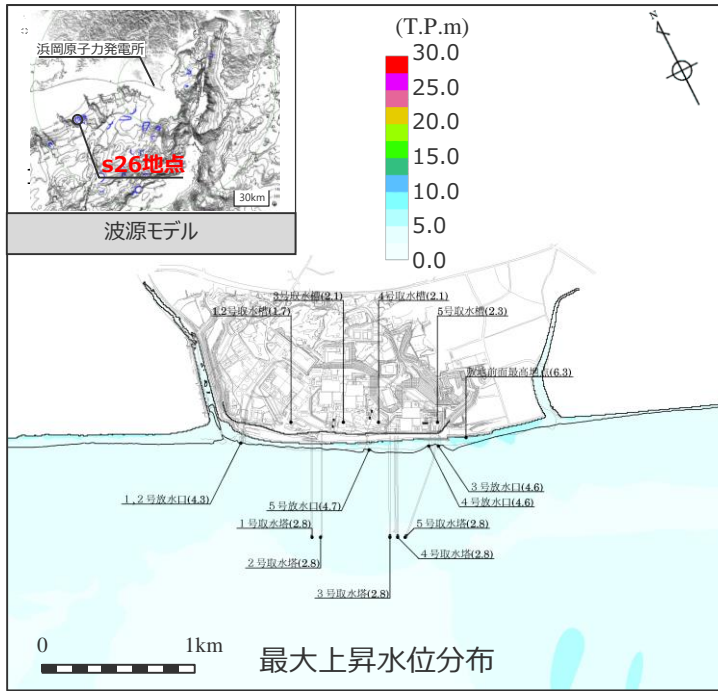 浜岡原子力発電所
s26地点
30km
波源モデル
(T.P.m)
30.0
25.0
20.0
15.0
10.0
5.0
0.0
N
3号取水槽(2.1)
4号取水槽(2.1)
1,2号取水槽(1.7)
5号取水槽(2.3)
敷地前面最高地点(6.3)
1,2号放水口(4.3)
5号放水口(4.7)
3号放水口(4.6)
4号放水口(4.6)
1号取水塔(2.8)
2号取水塔(2.8)
3号取水塔(2.8)
5号取水塔(2.8)
4号取水塔(2.8)
0 1km
最大上昇水位分布